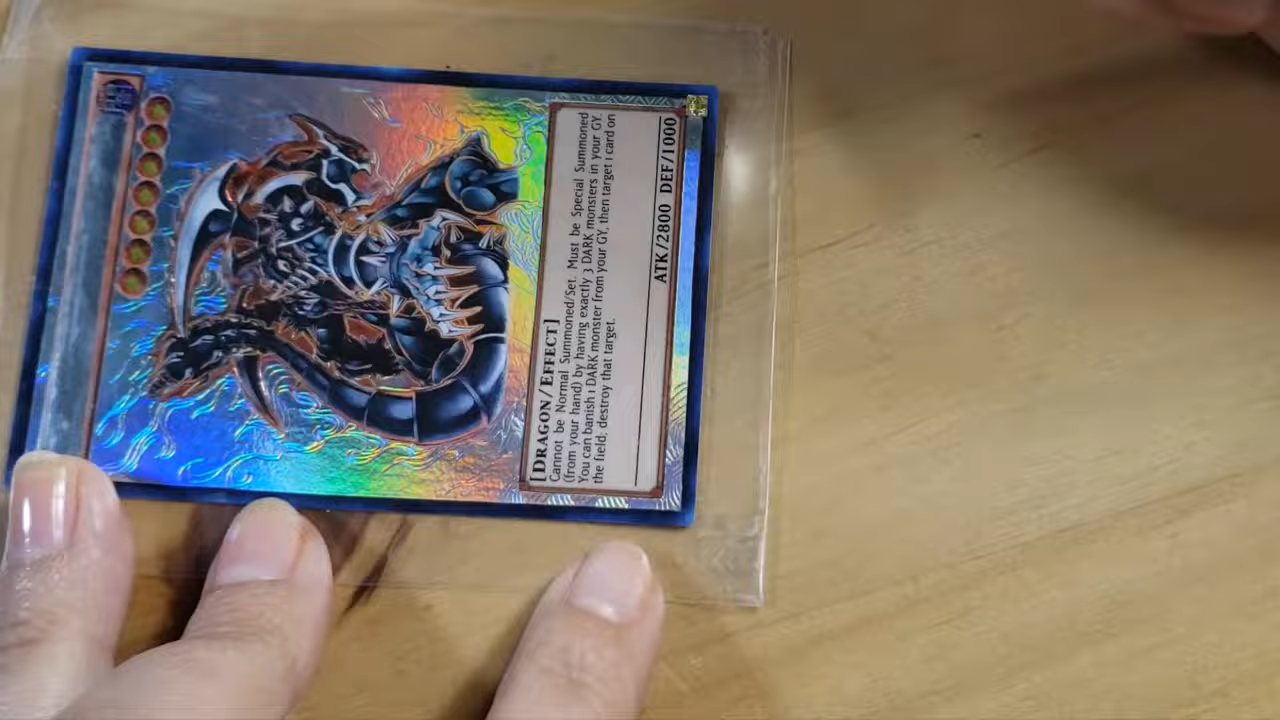 [DRAGON/EFFECT]
Cannot be Normal Summoned/Set. Must be Special Summoned
(from your hand) by having exactly 3 DARK monsters in your GY.
You can banish 1 DARK monster from your GY, then target 1 card on
the field; destroy that target.
ATK/2800 DEF/1000